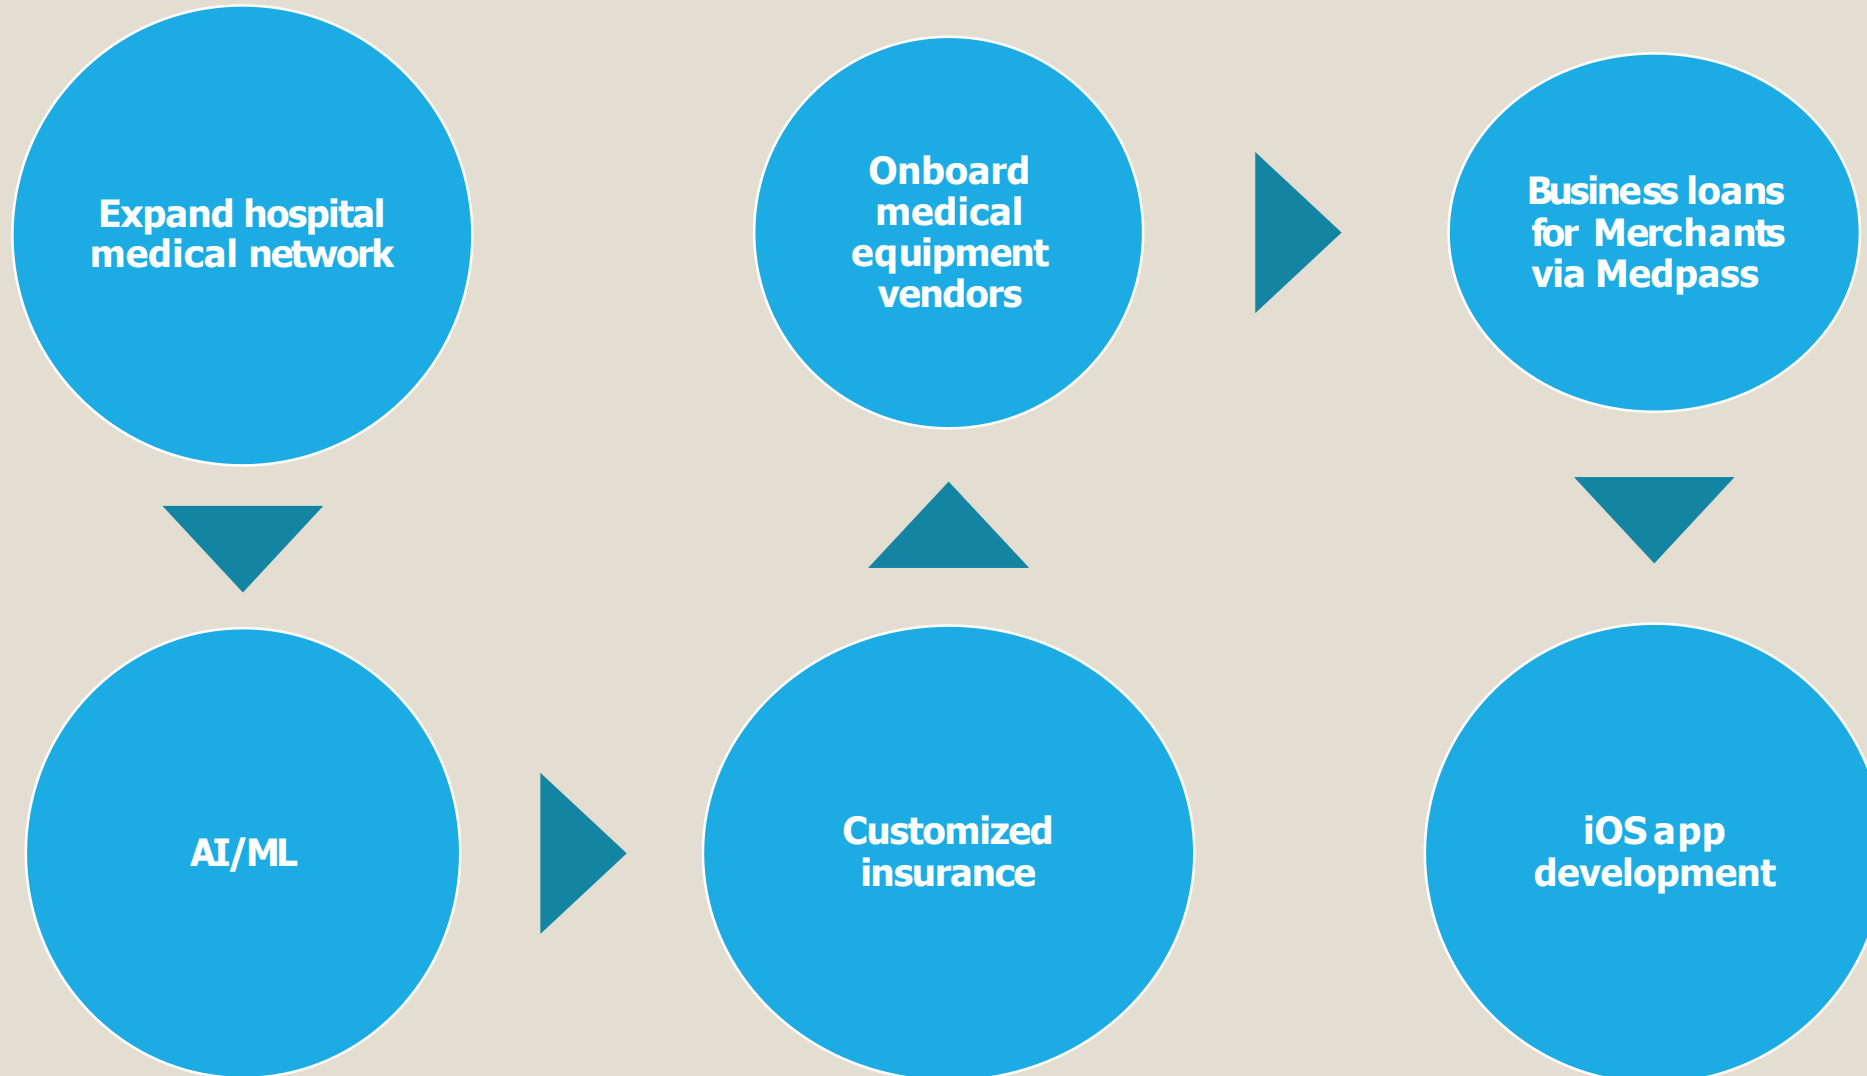 Expand hospital
medical network
Onboard
medical
equipment
vendors
Business loans
for Merchants
via Medpass
AI/ML
Customized
insurance
iOS app
development